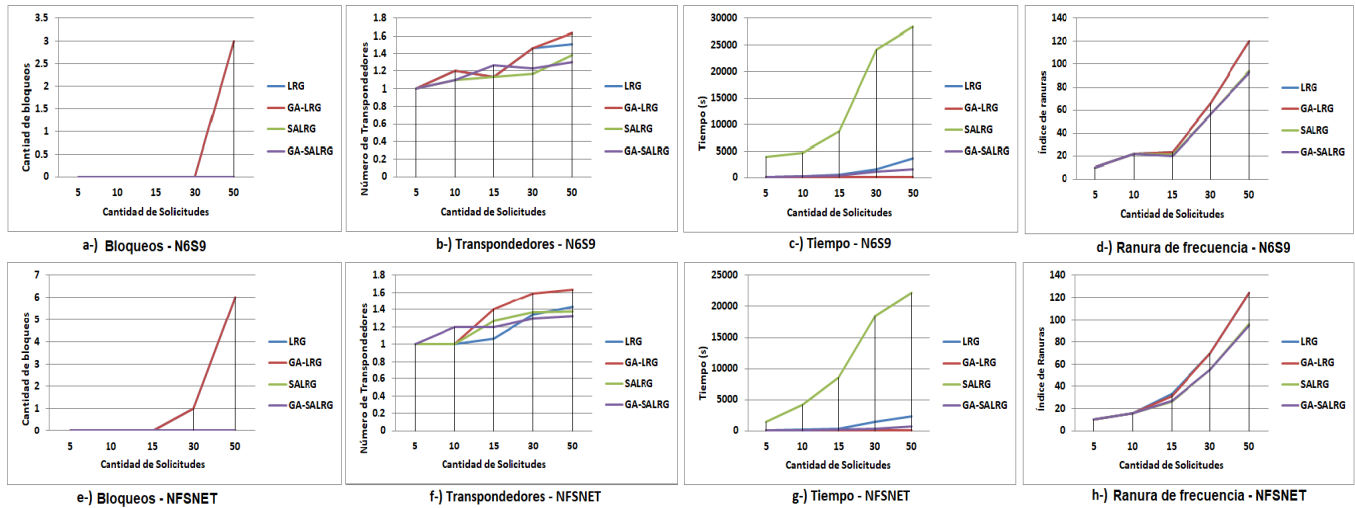 3.5
3
2.5
2
1.5
1
0.5
0
Cantiad de bloqueos
5 10 15 30 50
Cantidad de Solicitudes
LRG
GA-LRG
SALRG
GA-SALRG
a-) Bloqueos - N6S9
1.8
1.6
1.4
1.2
1
0.8
0.6
0.4
0.2
0
Número de Transpondedores
5 10 15 30 50
Cantidad de Solicitudes
LRG
GA-LRG
SALRG
GA-SALRG
b-) Transpondedores - N6S9
30000
25000
20000
15000
10000
5000
0
Tiempo (s)
5 10 15 30 50
Cantidad de Solicitudes
LRG
GA-LRG
SALRG
GA-SALRG
c-) Tiempo - N6S9
140
120
100
80
60
40
20
0
Índice de ranuras
5 10 15 30 50
Cantidad de Solicitudes
LRG
GA-LRG
SALRG
GA-SALRG
d-) Ranura de frecuencia - N6S9
7
6
5
4
3
2
1
0
Cantidad de bloqueos
5 10 15 30 50
Cantidad de Solicitudes
LRG
GA-LRG
SALRG
GA-SALRG
e-) Bloqueos - NFSNET
1.8
1.6
1.4
1.2
1
0.8
0.6
0.4
0.2
0
Número de Transpondedores
5 10 15 30 50
Cantidad de Solicitudes
LRG
GA-LRG
SALRG
GA-SALRG
f-) Transpondedores - NFSNET
25000
20000
15000
10000
5000
0
Tiempo (s)
5 10 15 30 50
Cantidad de Solicitudes
LRG
GA-LRG
SALRG
GA-SALRG
g-) Tiempo - NFSNET
140
120
100
80
60
40
20
0
Índice de Ranuras
5 10 15 30 50
Cantidad de Solicitudes
LRG
GA-LRG
SALRG
GA-SALRG
h-) Ranura de frecuencia - NFSNET